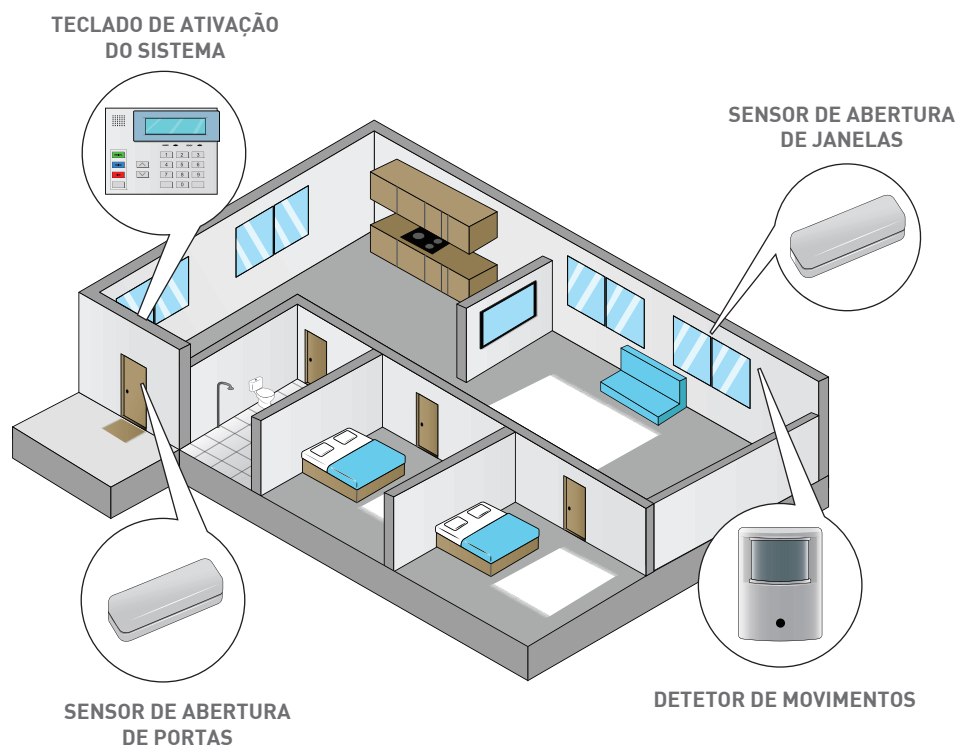 TECLADO DE ATIVAÇÃO
DO SISTEMA
SENSOR DE ABERTURA
DE JANELAS
SENSOR DE ABERTURA
DE PORTAS
DETETOR DE MOVIMENTOS